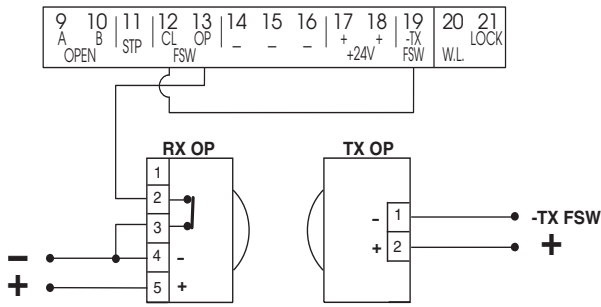 9 10 11 12 13 14 15 16 17 18 19 20 21
A B STP CL OP – – – + + -TX LOCK
OPEN FSW +24V FSW W.L.
RX OP TX OP
1
2
3
4 -
5 +
- 1 -TX FSW
+ 2 +
-
+